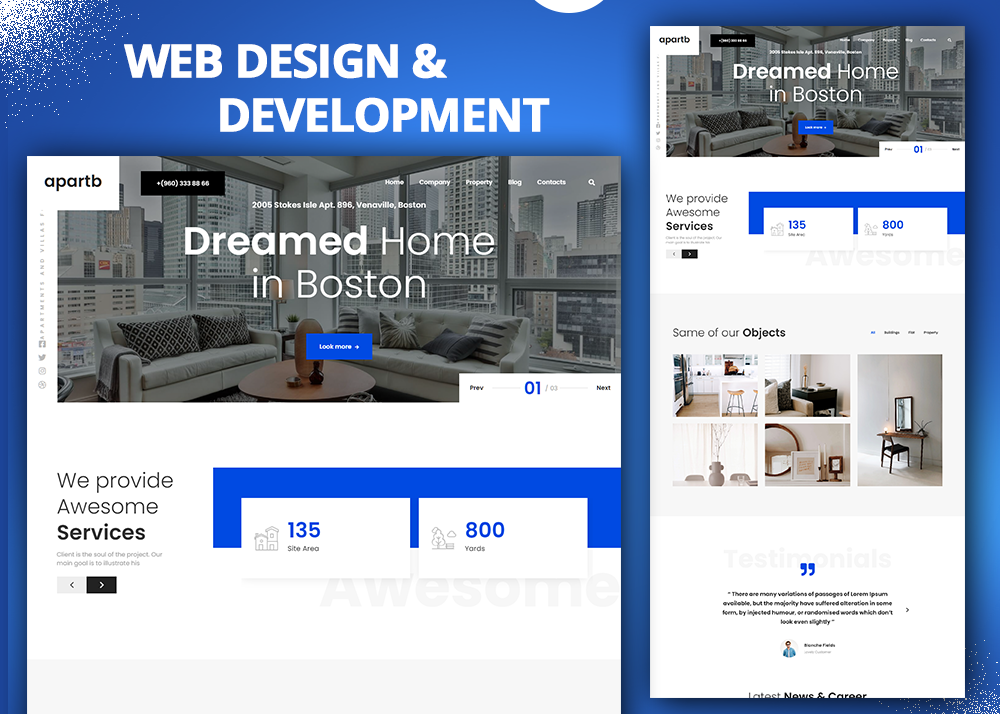 WEB DESIGN &
DEVELOPMENT
apartb
+(960) 333 88 66
Home Company Property Blog Contacts
2005 Stokes Isle Apt. 896, Venaville, Boston
Dreamed Home
in Boston
APARTMENTS AND VILLAS
Look more →
Prev 01 / 03 Next
We provide
Awesome
Services
Client is the soul of the project. Our
main goal is to illustrate his
135
Site Area
800
Yards
Awesome
apartb
+(960) 333 88 66
Home Company Property Blog Contacts
2005 Stokes Isle Apt. 896, Venaville, Boston
Dreamed Home
in Boston
Look more →
Prev 01 / 03 Next
We provide
Awesome
Services
Client is the soul of the project. Our
main goal is to illustrate his
135
Site Area
800
Yards
Awesome
Same of our Objects
All Buildings Flat Property
Testimonials
" There are many variations of passages of Lorem Ipsum
available, but the majority have suffered alteration in some
form, by injected humour, or randomised words which don't
look even slightly "
Blanche Fields
Latest News & Career